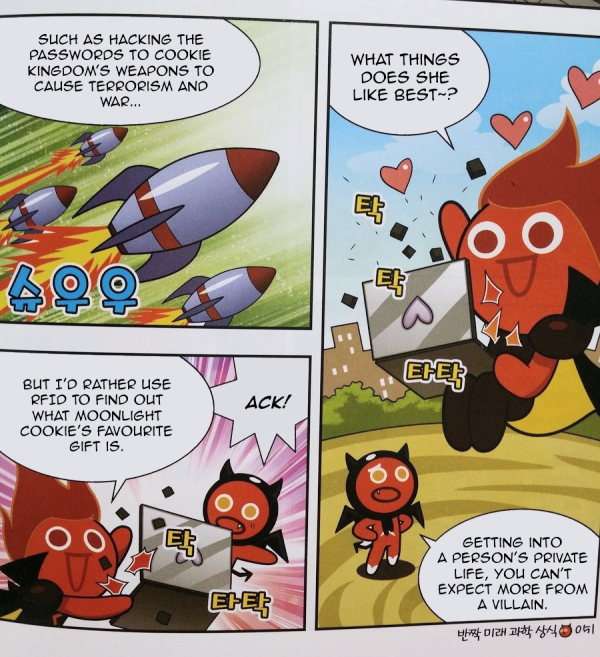 SUCH AS HACKING THE
PASSWORDS TO COOKIE
KINGDOM'S WEAPONS TO
CAUSE TERRORISM AND
WAR...
슈우우
BUT I'D RATHER USE
RFID TO FIND OUT
WHAT MOONLIGHT
COOKIE'S FAVOURITE
GIFT IS.
ACK!
탁
타탁
WHAT THINGS
DOES SHE
LIKE BEST~?
탁
탁
타탁
GETTING INTO
A PERSON'S PRIVATE
LIFE, YOU CAN'T
EXPECT MORE FROM
A VILLAIN.
반짝 미래 과학 상식 051